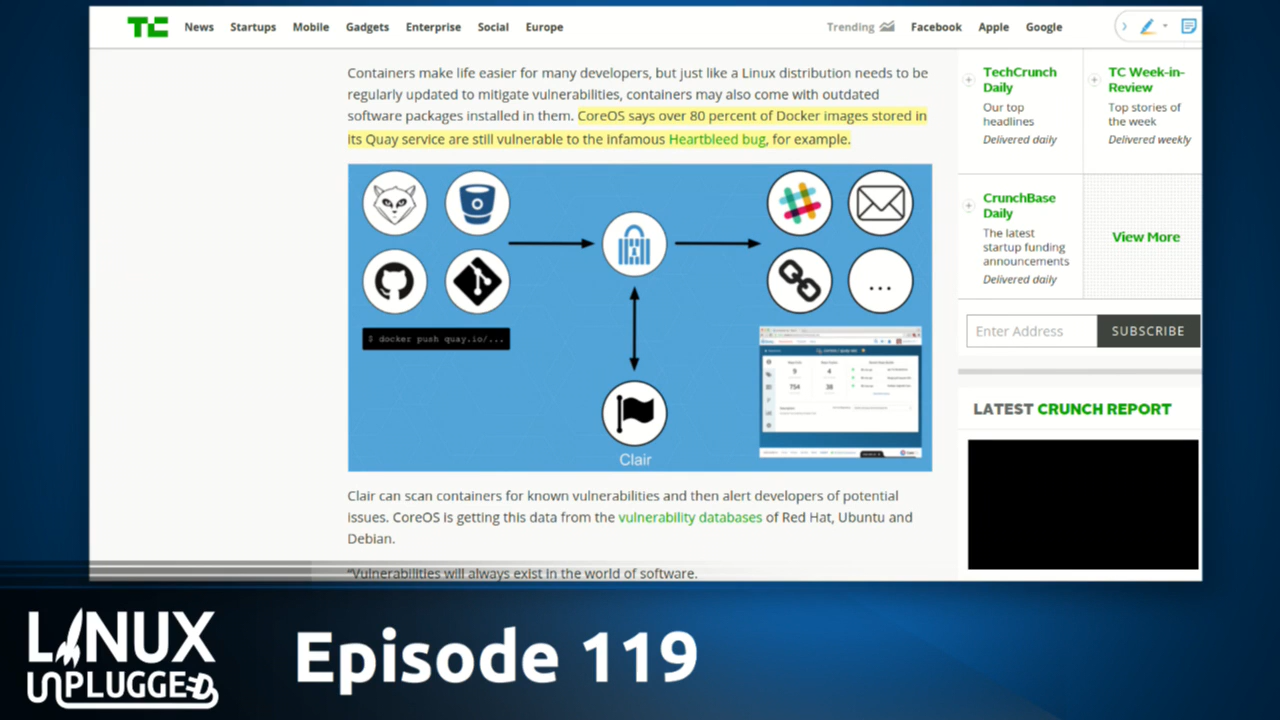 TC News Startups Mobile Gadgets Enterprise Social Europe Trending Facebook Apple Google
Containers make life easier for many developers, but just like a Linux distribution needs to be
regularly updated to mitigate vulnerabilities, containers may also come with outdated
software packages installed in them. CoreOS says over 80 percent of Docker images stored in
its Quay service are still vulnerable to the infamous Heartbleed bug, for example.
$ docker push quay.io/...
9
4
754
38
Clair
Clair can scan containers for known vulnerabilities and then alert developers of potential
issues. CoreOS is getting this data from the vulnerability databases of Red Hat, Ubuntu and
Debian.
“Vulnerabilities will always exist in the world of software.
TechCrunch
Daily
Our top
headlines
Delivered daily
TC Week-in-
Review
Top stories of
the week
Delivered weekly
CrunchBase
Daily
The latest
startup funding
announcements
Delivered daily
View More
Enter Address
SUBSCRIBE
LATEST CRUNCH REPORT
LINUX
UNPLUGGED
Episode 119